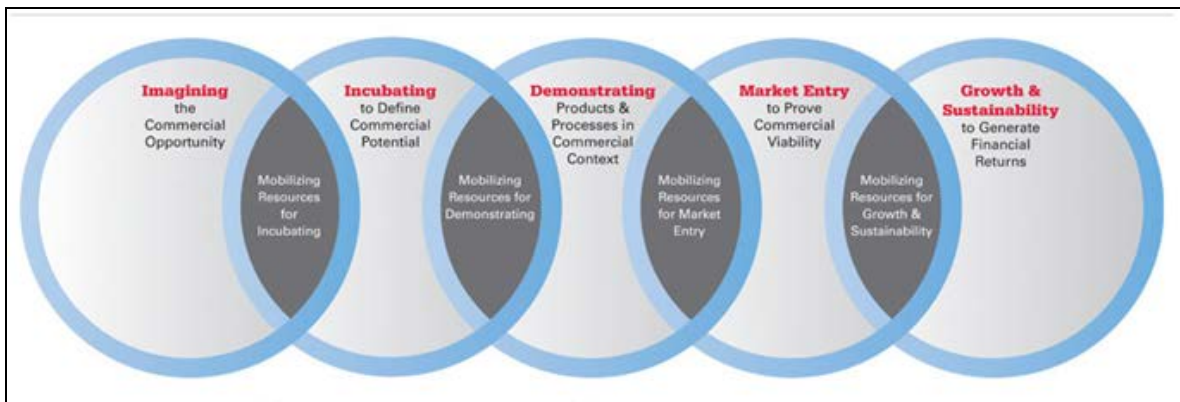 Imagining
the
Commercial
Opportunity
Mobilizing
Resources
for
Incubating
Incubating
to Define
Commercial
Potential
Mobilizing
Resources for
Demonstrating
Demonstrating
Products &
Processes in
Commercial
Context
Mobilizing
Resources
for Market
Entry
Market Entry
to Prove
Commercial
Viability
Mobilizing
Resources for
Growth &
Sustainability
Growth &
Sustainability
to Generate
Financial
Returns